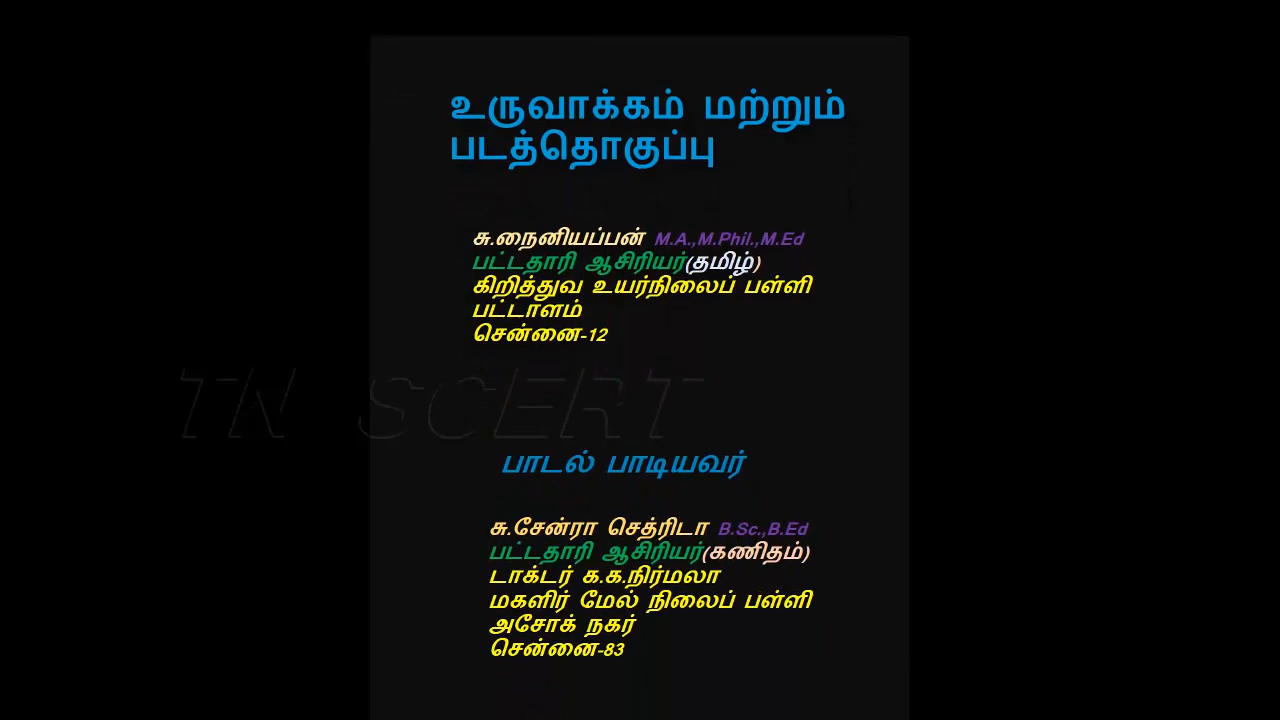 உருவாக்கம் மற்றும்
படத்தொகுப்பு
சு.நைனியப்பன் M.A.,M.Phil.,M.Ed
பட்டதாரி ஆசிரியர்(தமிழ்)
கிறித்துவ உயர்நிலைப் பள்ளி
பட்டாளம்
சென்னை-12
TN SCERT
பாடல் பாடியவர்
சு.சேன்ரா செத்ரிடா B.Sc.,B.Ed
பட்டதாரி ஆசிரியர்(கணிதம்)
டாக்டர் க.க.நிர்மலா
மகளிர் மேல் நிலைப் பள்ளி
அசோக் நகர்
சென்னை-83